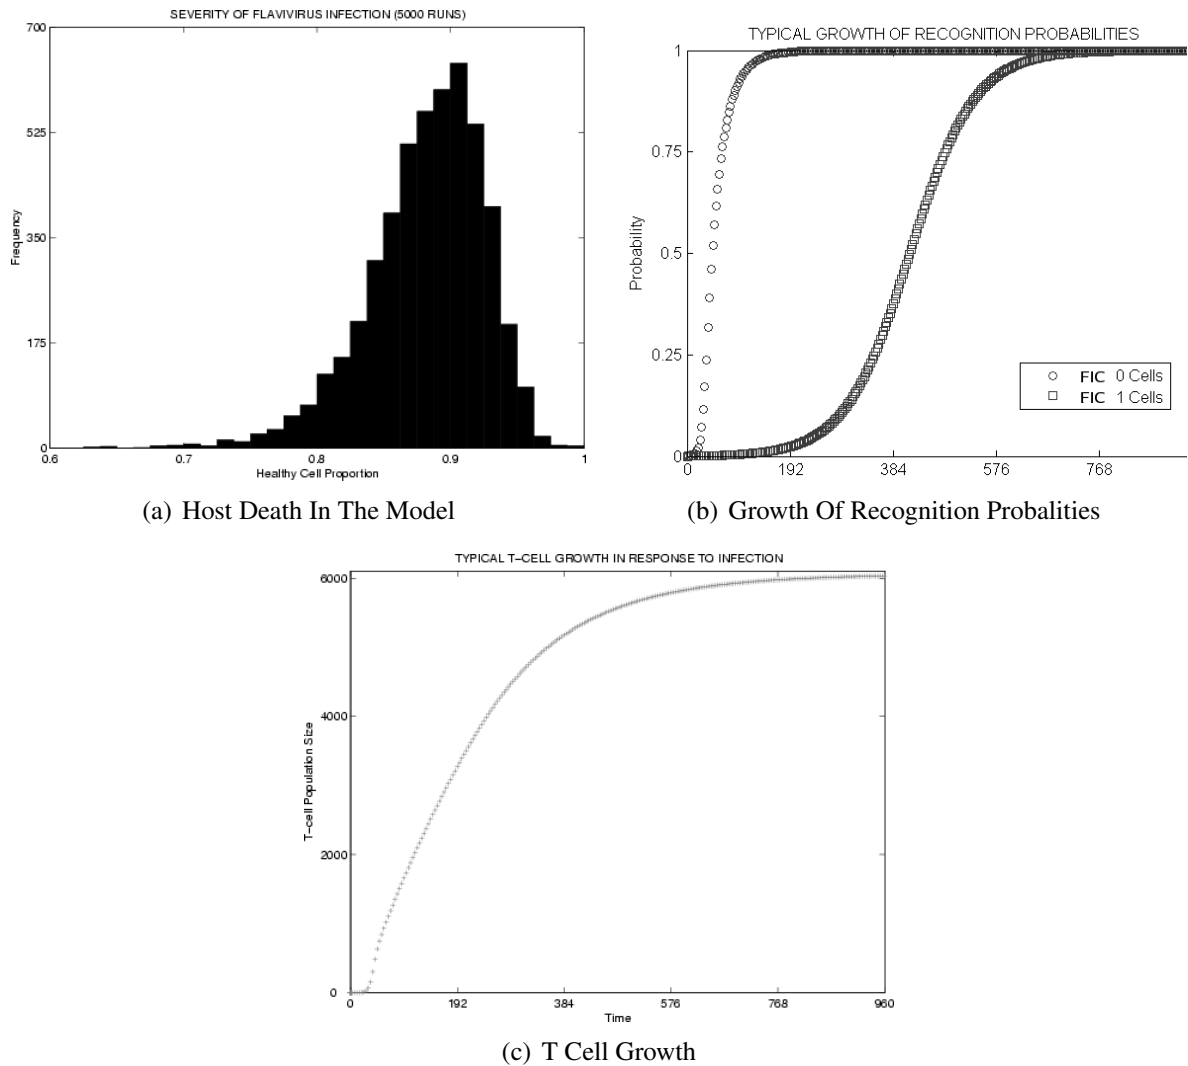 SEVERITY OF FLAVIVIRUS INFECTION (5000 RUNS)
700
525
350
175
0
Frequency
0.6 0.7 0.8 0.9 1
Healthy Cell Proportion
(a) Host Death In The Model
TYPICAL GROWTH OF RECOGNITION PROBABILITIES
1
0.75
0.5
0.25
0
Probability
FIC 0 Cells
FIC 1 Cells
0 192 384 576 768
(b) Growth Of Recognition Probalities
TYPICAL T-CELL GROWTH IN RESPONSE TO INFECTION
6000
4000
2000
0
T-cell Population Size
0 192 384 576 768 960
Time
(c) T Cell Growth